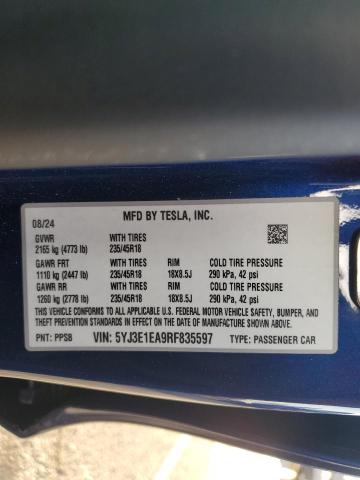 MFD BY TESLA, INC.
08/24
GVWR WITH TIRES
2165 kg (4773 lb) 235/45R18
GAWR FRT WITH TIRES RIM COLD TIRE PRESSURE
1110 kg (2447 lb) 235/45R18 18X8.5J 290 kPa, 42 psi
GAWR RR WITH TIRES RIM COLD TIRE PRESSURE
1260 kg (2778 lb) 235/45R18 18X8.5J 290 kPa, 42 psi
THIS VEHICLE CONFORMS TO ALL APPLICABLE U.S. FEDERAL MOTOR VEHICLE SAFETY, BUMPER, AND
THEFT PREVENTION STANDARDS IN EFFECT ON THE DATE OF MANUFACTURE SHOWN ABOVE.
PNT: PPSB VIN: 5YJ3E1EA9RF835597 TYPE: PASSENGER CAR